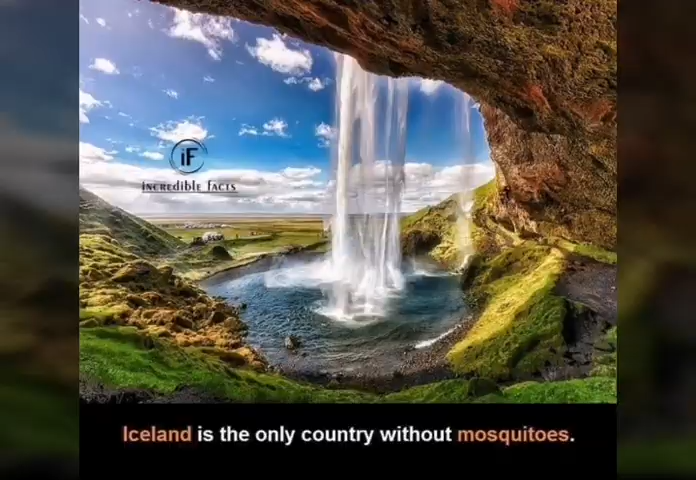 iF
INCREDIBLE FACTS
Iceland is the only country without mosquitoes.